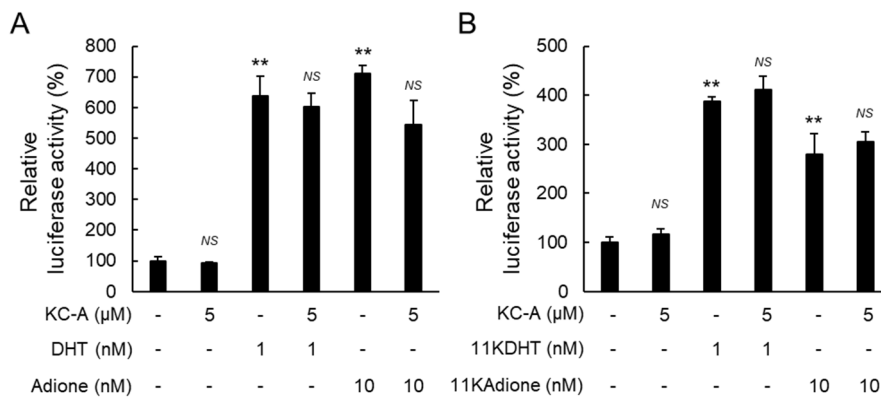 A
Relative
luciferase activity (%)
800
700
600
500
400
300
200
100
0
NS
**
NS
**
NS
KC-A (µM) - 5 - 5 - 5
DHT (nM) - - 1 1 - -
Adione (nM) - - - - 10 10
B
Relative
luciferase activity (%)
500
400
300
200
100
0
NS
**
NS
**
NS
KC-A (µM) - 5 - 5 - 5
11KDHT (nM) - - 1 1 - -
11KAdione (nM) - - - - 10 10